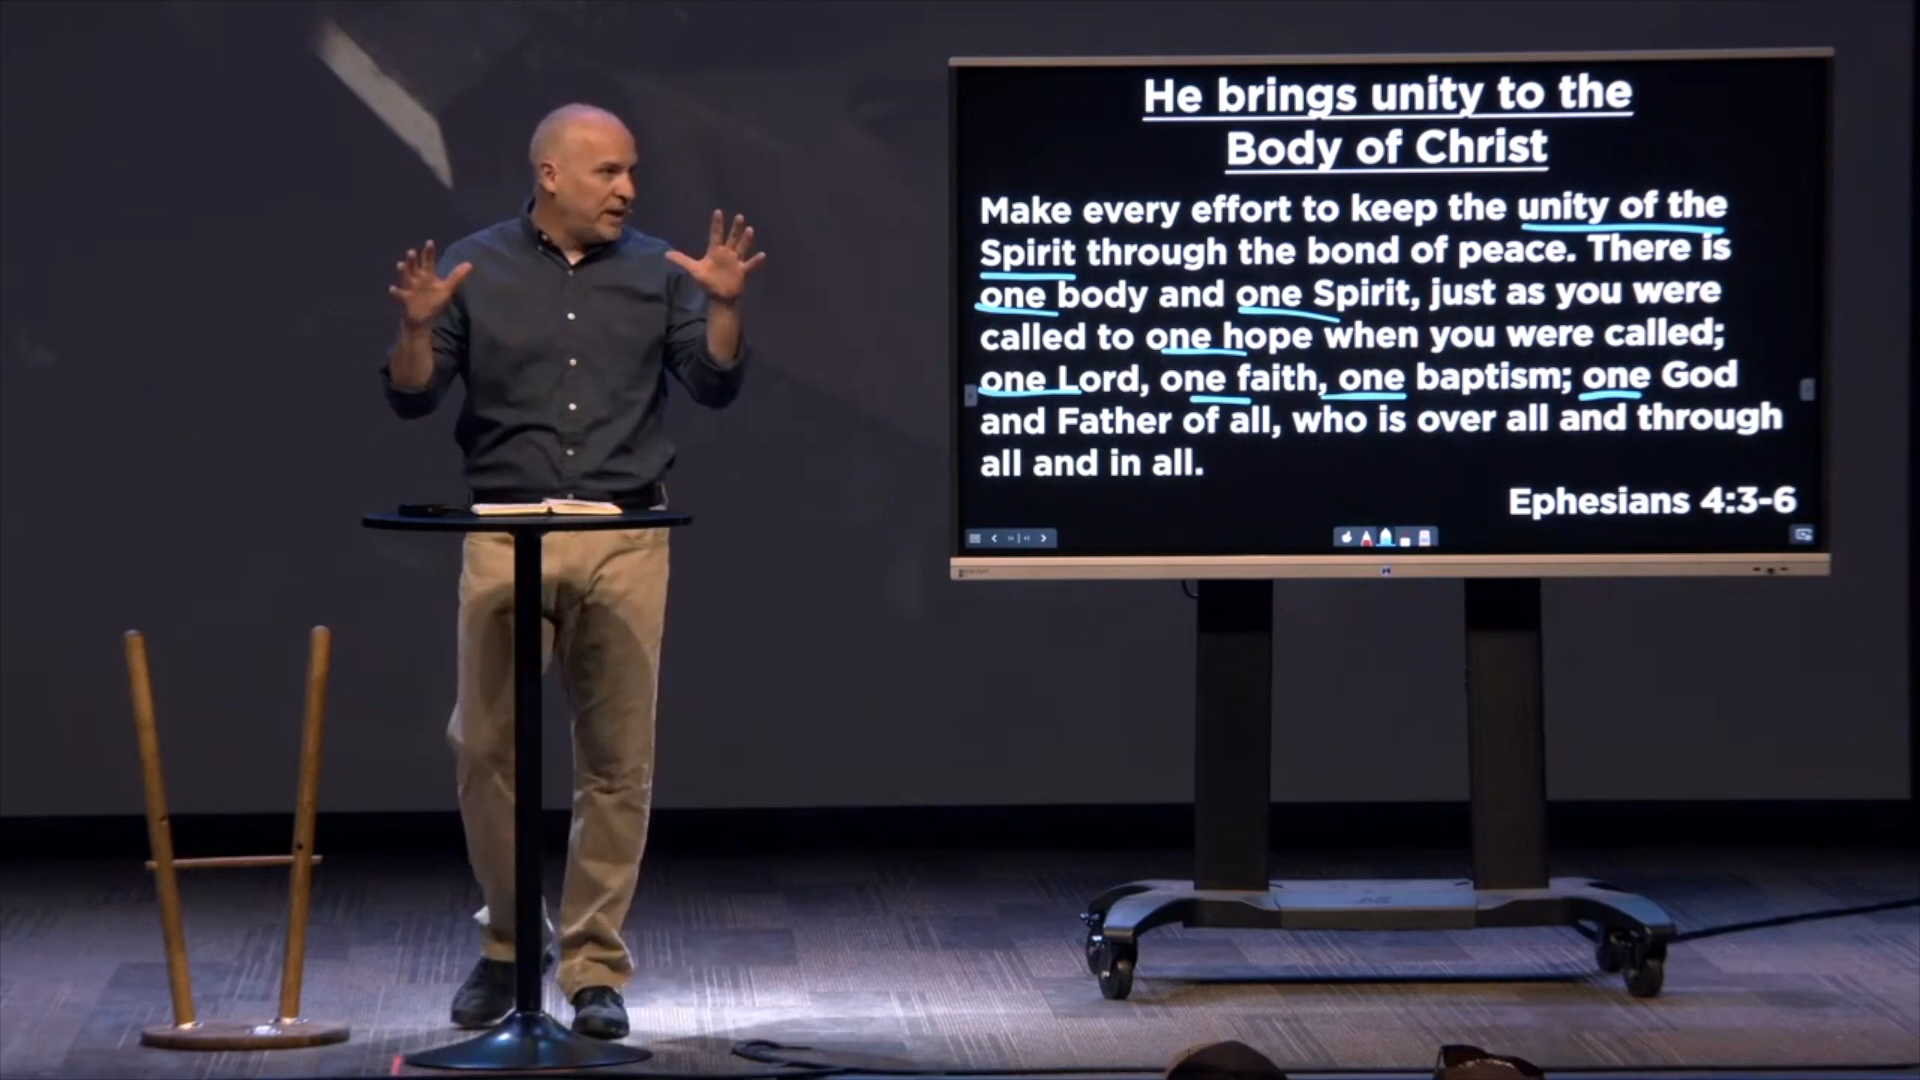 He brings unity to the
Body of Christ
Make every effort to keep the unity of the
Spirit through the bond of peace. There is
one body and one Spirit, just as you were
called to one hope when you were called;
one Lord, one faith, one baptism; one God
and Father of all, who is over all and through
all and in all.
Ephesians 4:3-6